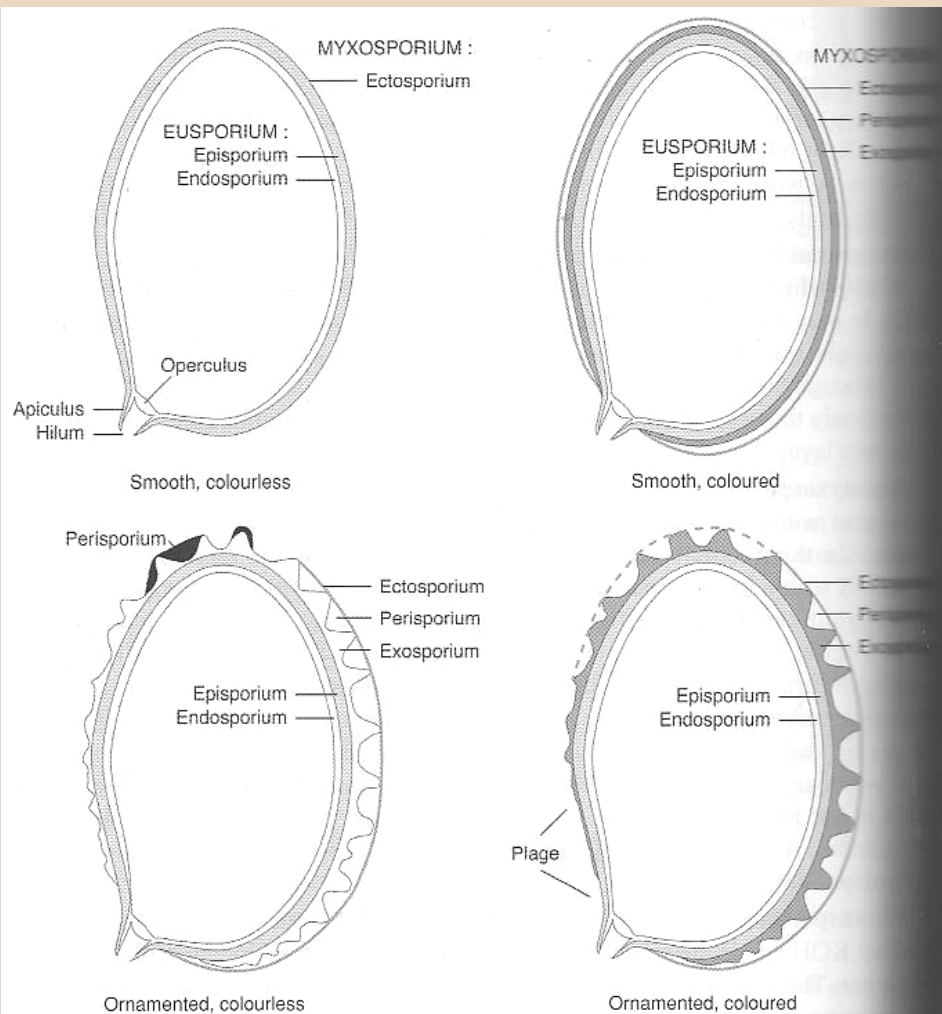 MYXOSPORIUM :
Ectosporium
EUSPORIUM :
Episporium
Endosporium
Operculus
Apiculus
Hilum
Smooth, colourless
EUSPORIUM :
Episporium
Endosporium
Smooth, coloured
Perisporium
Ectosporium
Perisporium
Exosporium
Episporium
Endosporium
Ornamented, colourless
Episporium
Endosporium
Plage
Ornamented, coloured
KOH